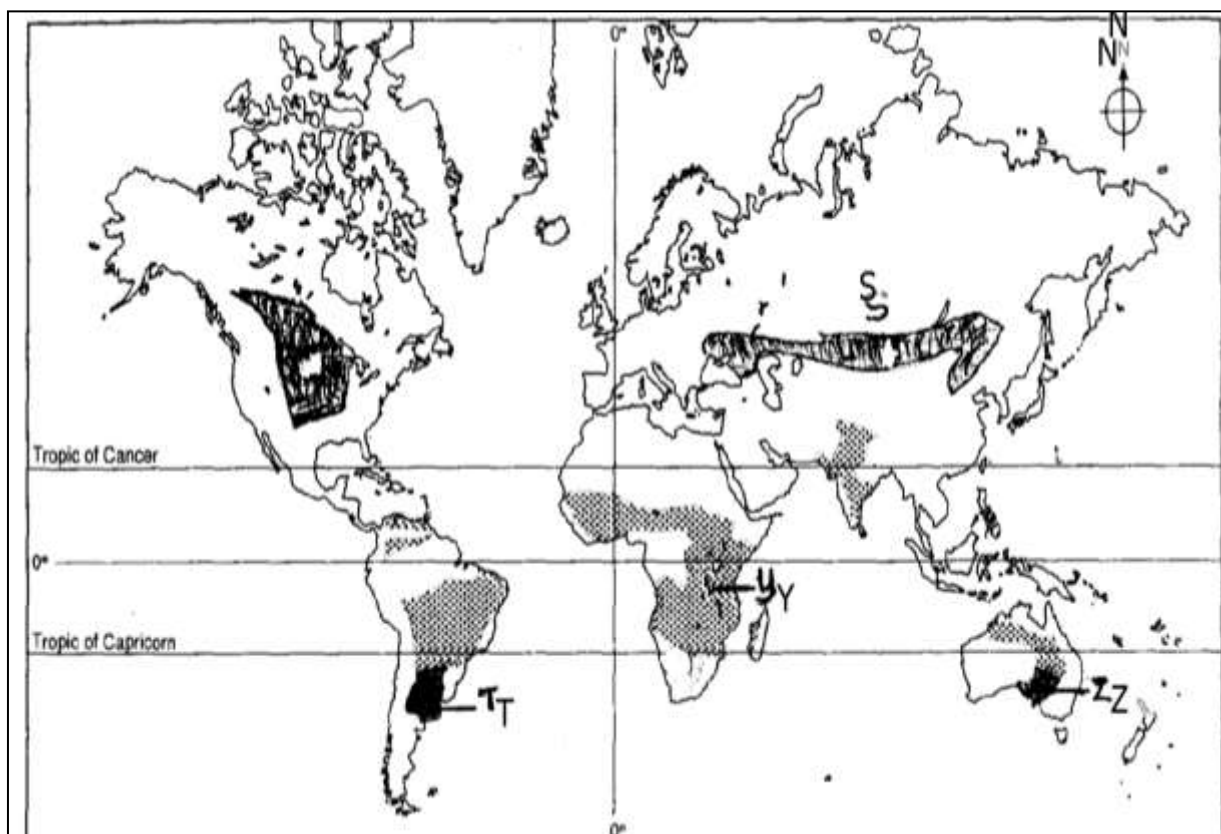 0°
N
N N
S
S
Tropic of Cancer
0°
y Y
Tropic of Capricorn
T T
Z Z
0°